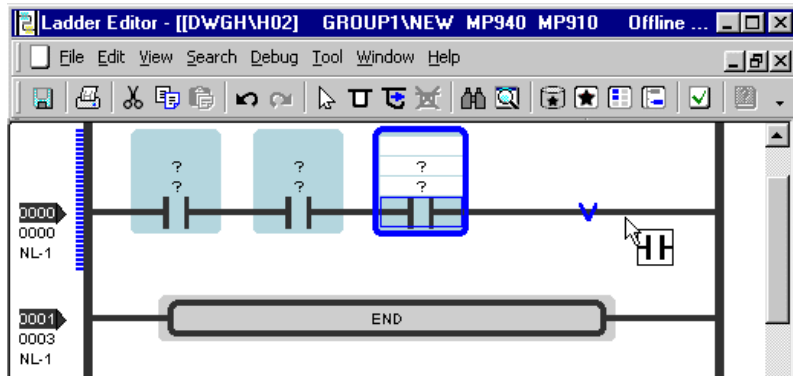 Ladder Editor - [[DWGH\H02]   GROUP1\NEW  MP940  MP910   Offline ...
File Edit View Search Debug Tool Window Help
? ? ?
? ? ?
0000
0000
NL-1
0001
END
0003
NL-1